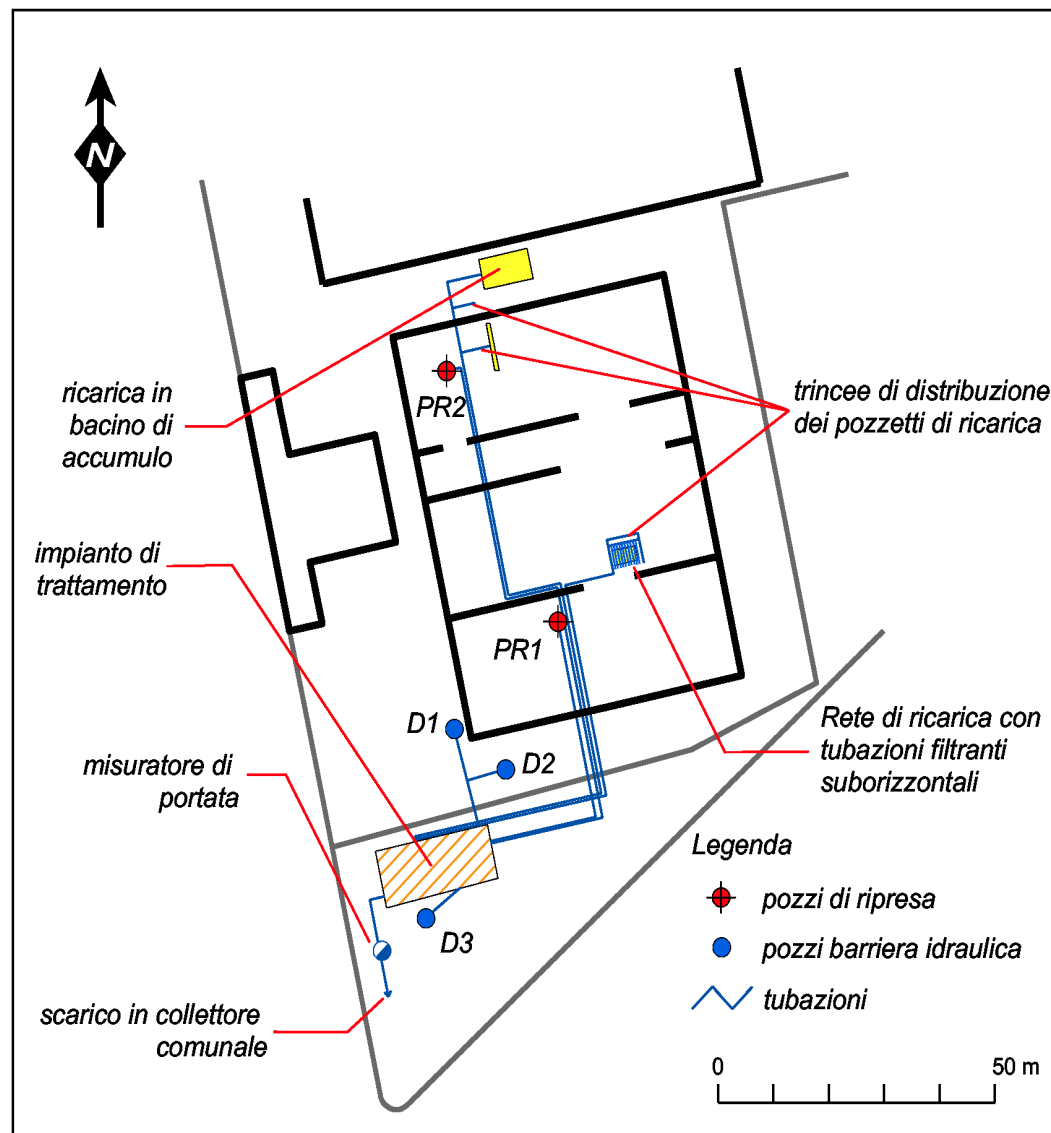 N
ricarica in
bacino di
accumulo
PR2
trincee di distribuzione
dei pozzetti di ricarica
impianto di
trattamento
PR1
Rete di ricarica con
tubazioni filtranti
suborizzontali
D1
D2
misuratore di
portata
D3
scarico in collettore
comunale
Legenda
pozzi di ripresa
pozzi barriera idraulica
tubazioni
0 50 m